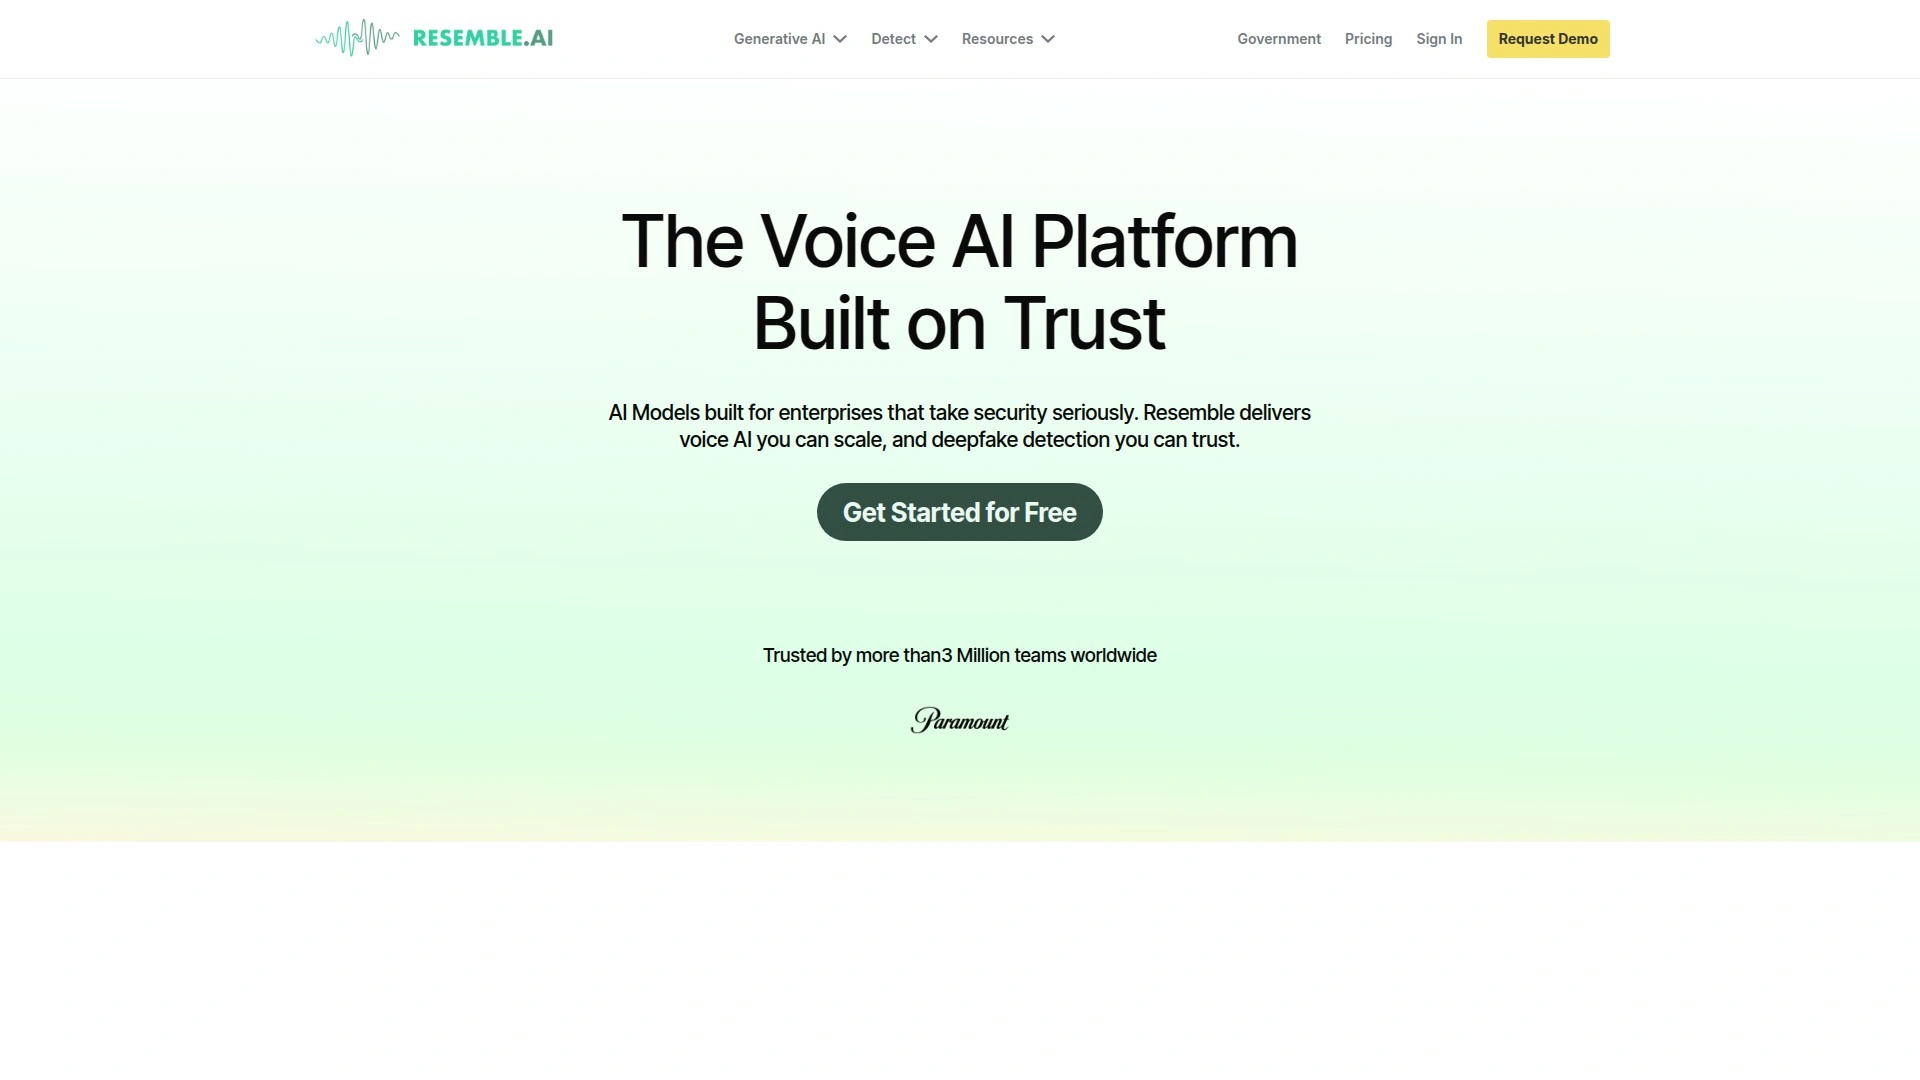 RESEMBLE.AI
Generative AI
Detect
Resources
Government
Pricing
Sign In
Request Demo
The Voice AI Platform
Built on Trust
AI Models built for enterprises that take security seriously. Resemble delivers
voice AI you can scale, and deepfake detection you can trust.
Get Started for Free
Trusted by more than3 Million teams worldwide
Paramount